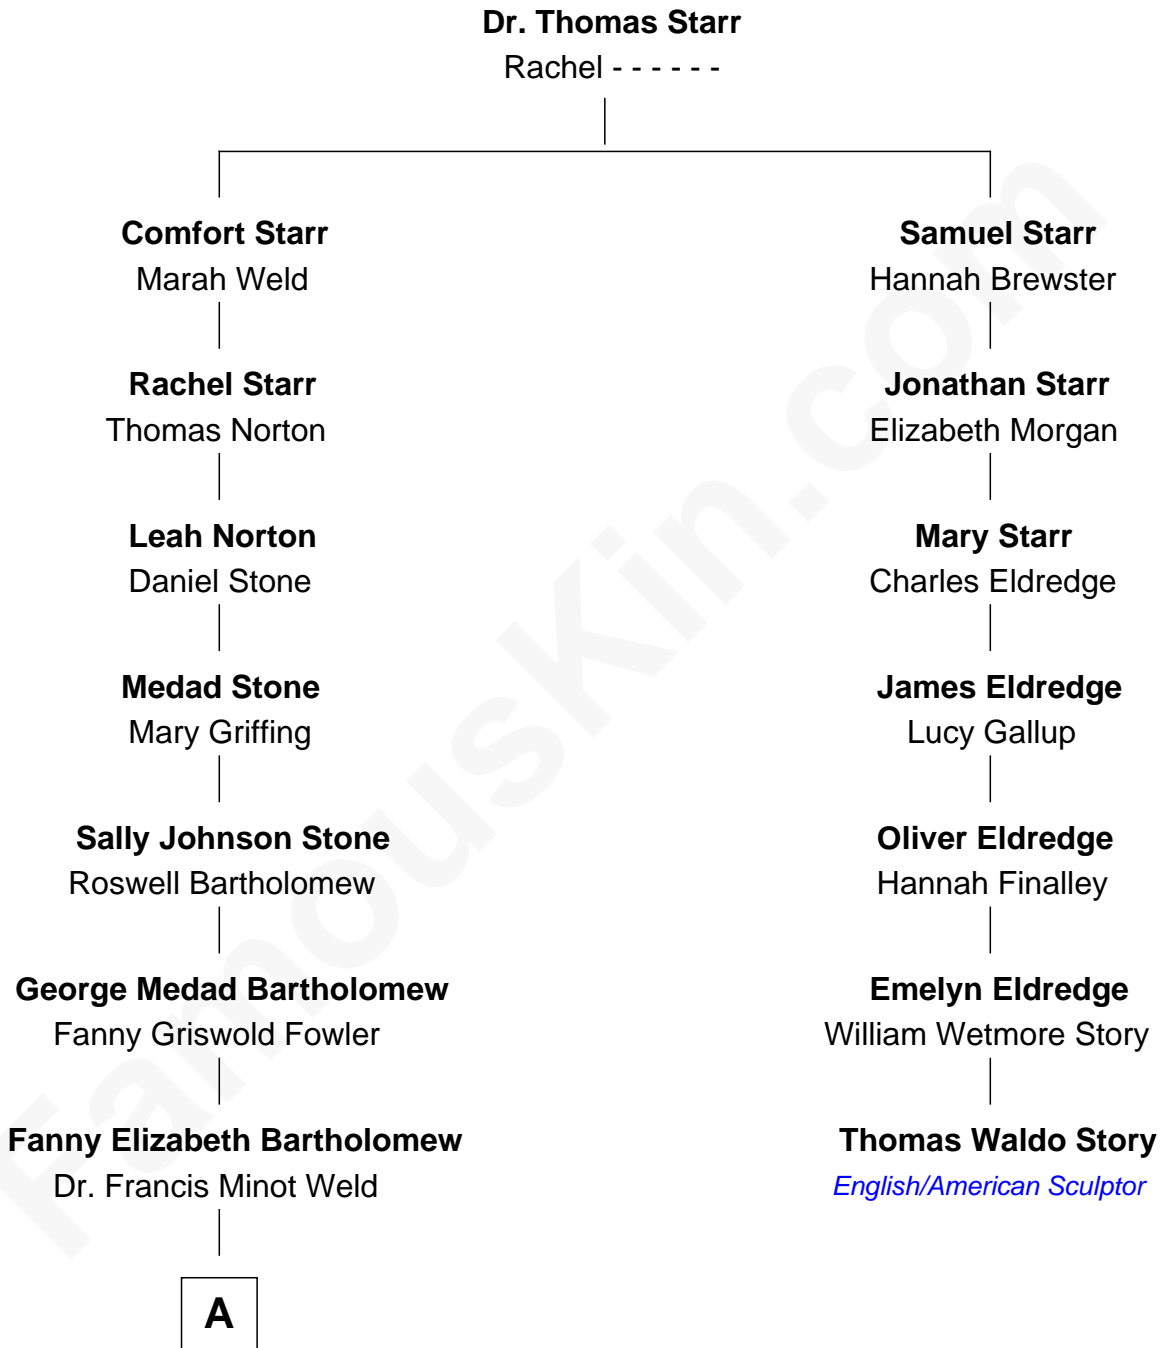 Dr. Thomas Starr
Rachel - - - - - -
Comfort Starr
Marah Weld
Samuel Starr
Hannah Brewster
Rachel Starr
Thomas Norton
Jonathan Starr
Elizabeth Morgan
Leah Norton
Daniel Stone
Mary Starr
Charles Eldredge
Medad Stone
Mary Griffing
James Eldredge
Lucy Gallup
Sally Johnson Stone
Roswell Bartholomew
Oliver Eldredge
Hannah Finalley
George Medad Bartholomew
Fanny Griswold Fowler
Emelyn Eldredge
William Wetmore Story
Fanny Elizabeth Bartholomew
Dr. Francis Minot Weld
Thomas Waldo Story
English/American Sculptor
A
FamousKin.com